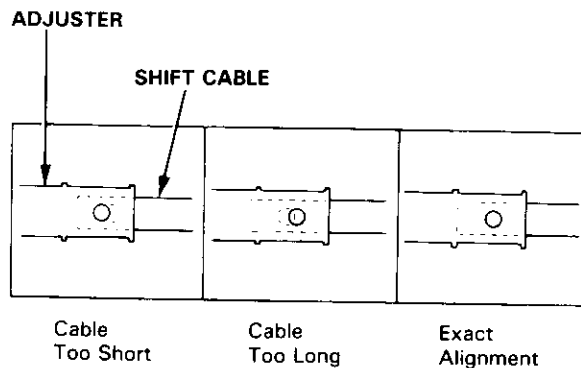 ADJUSTER
SHIFT CABLE
Cable
Too Short
Cable
Too Long
Exact
Alignment